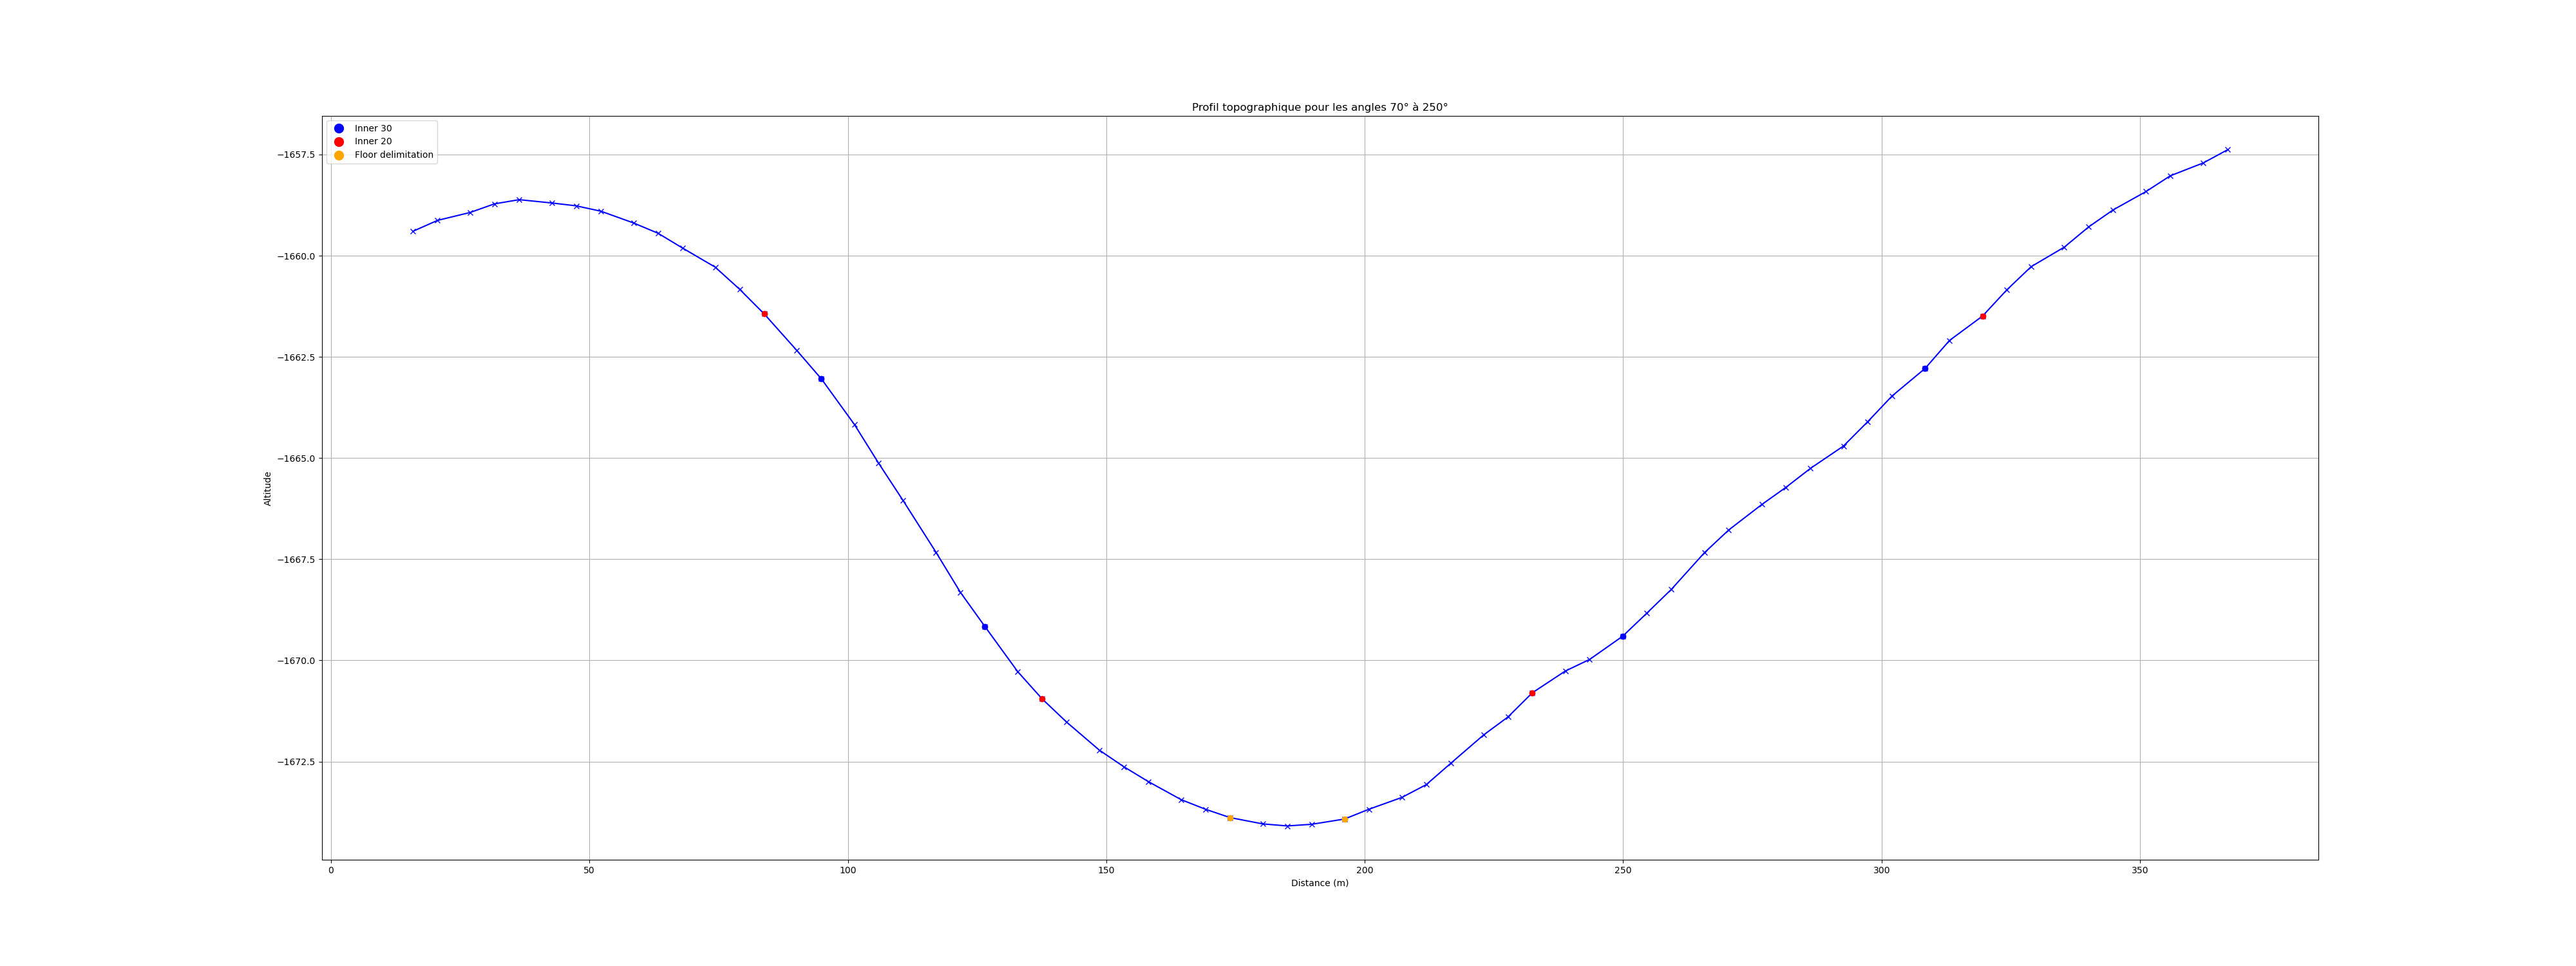 Profil topographique pour les angles 70° à 250°
Inner 30
Inner 20
Floor delimitation
−1657.5
−1660.0
−1662.5
−1665.0
−1667.5
−1670.0
−1672.5
Altitude
0 50 100 150 200 250 300 350
Distance (m)